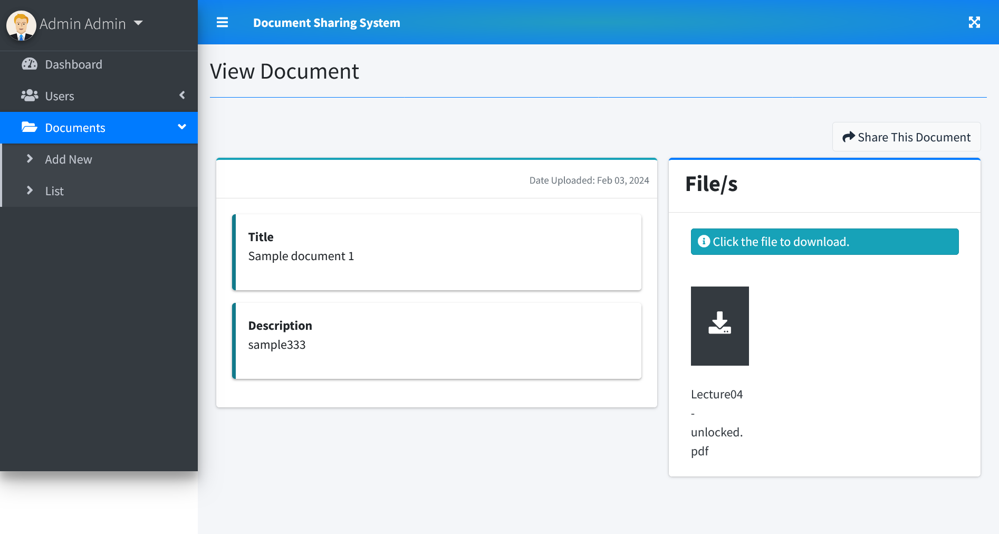 Admin Admin
Document Sharing System
Dashboard
Users
Documents
Add New
List
View Document
Share This Document
Date Uploaded: Feb 03, 2024
Title
Sample document 1
Description
sample333
File/s
Click the file to download.
Lecture04
-
unlocked.
pdf